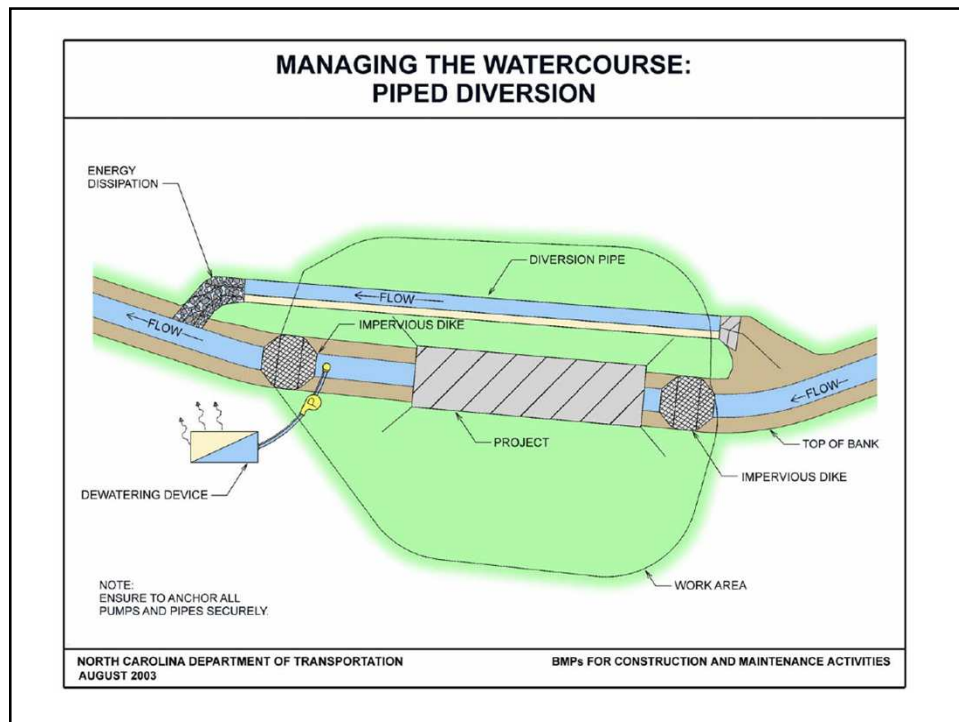 MANAGING THE WATERCOURSE:
PIPED DIVERSION
ENERGY
DISSIPATION
DIVERSION PIPE
FLOW
FLOW
IMPERVIOUS DIKE
FLOW
PROJECT
TOP OF BANK
IMPERVIOUS DIKE
DEWATERING DEVICE
WORK AREA
NOTE:
ENSURE TO ANCHOR ALL
PUMPS AND PIPES SECURELY.
NORTH CAROLINA DEPARTMENT OF TRANSPORTATION
AUGUST 2003
BMPs FOR CONSTRUCTION AND MAINTENANCE ACTIVITIES